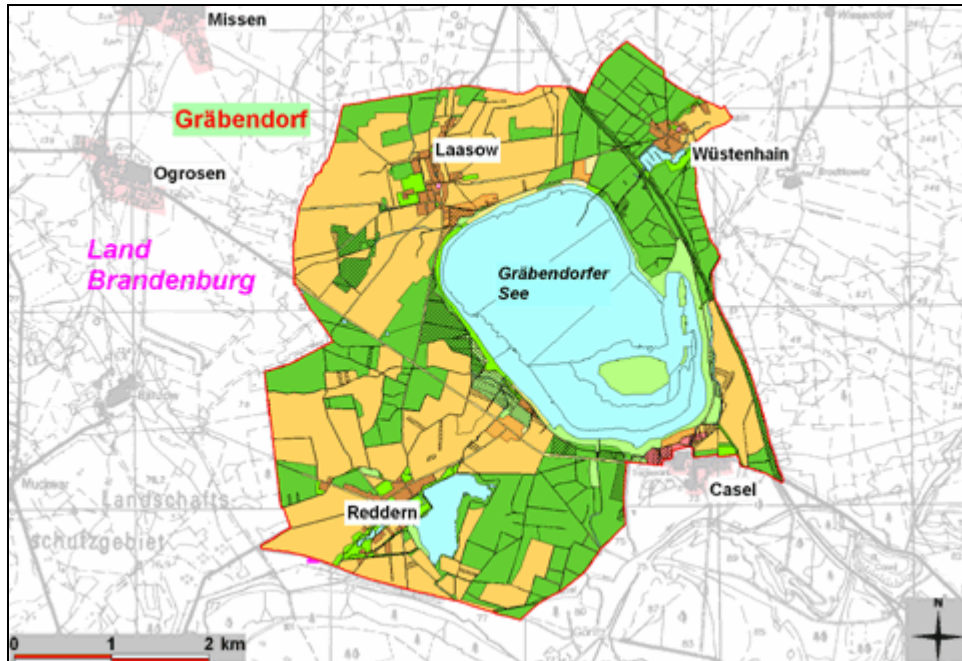 Missen
Gräbendorf
Laasow
Wüstenhain
Ogrosen
Land
Brandenburg
Gräbendorfer
See
Landschafts
schutzgebiet
Reddern
Casel
N
0 1 2 km